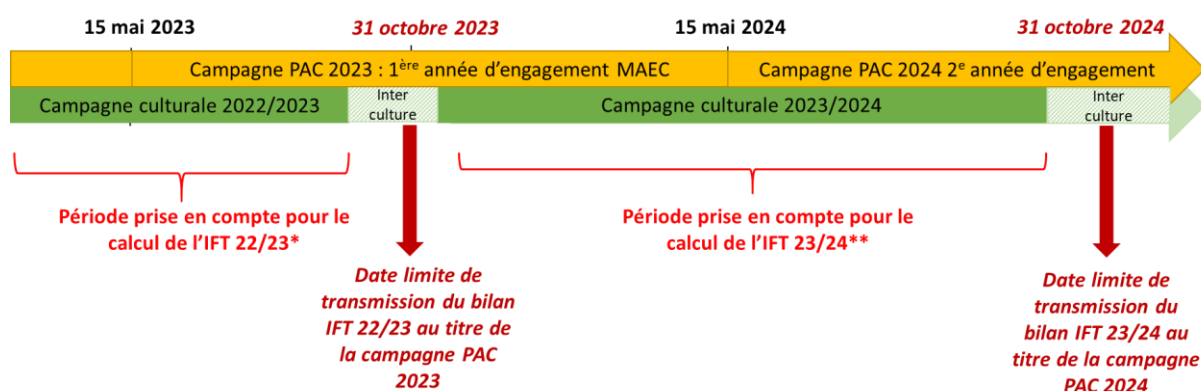 15 mai 2023
31 octobre 2023
15 mai 2024
31 octobre 2024
Campagne PAC 2023 : 1ère année d’engagement MAEC
Campagne PAC 2024 2e année d’engagement
Campagne culturale 2022/2023
Inter
culture
Campagne culturale 2023/2024
Inter
culture
Période prise en compte pour le
calcul de l’IFT 22/23*
Période prise en compte pour le
calcul de l’IFT 23/24**
Date limite de
transmission du bilan
IFT 22/23 au titre de
la campagne PAC
2023
Date limite de
transmission du
bilan IFT 23/24 au
titre de la campagne
PAC 2024